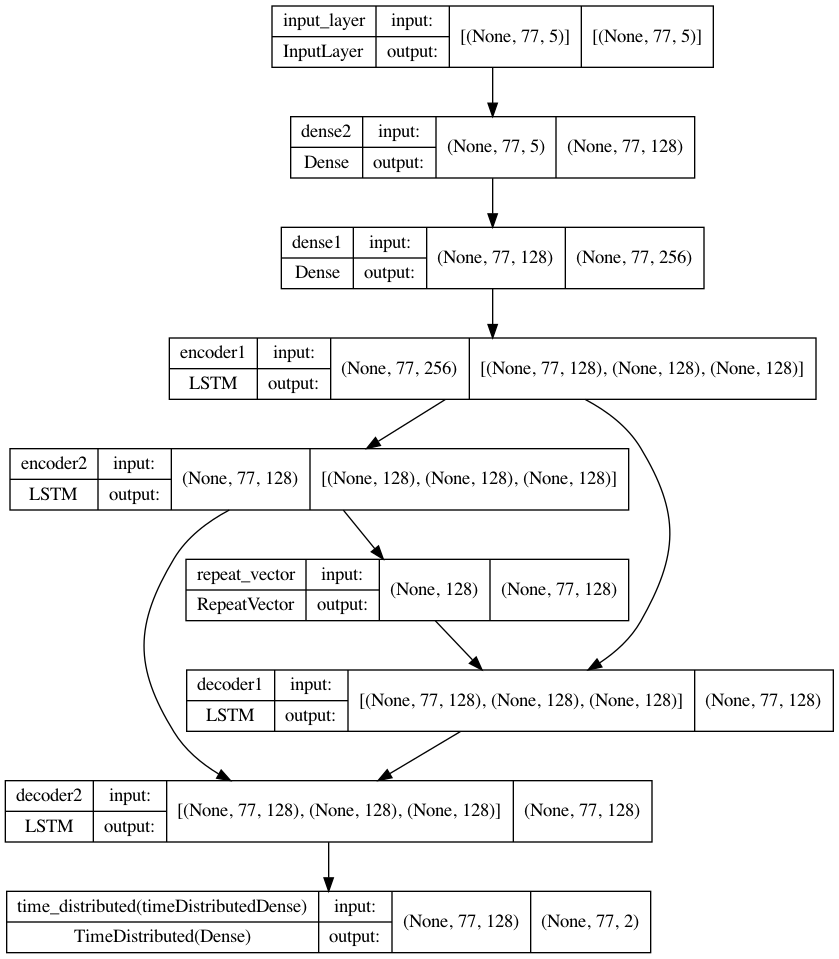 input_layer input: [(None, 77, 5)] [(None, 77, 5)]
InputLayer output:
dense2 input: (None, 77, 5) (None, 77, 128)
Dense output:
dense1 input: (None, 77, 128) (None, 77, 256)
Dense output:
encoder1 input: (None, 77, 256) [(None, 77, 128), (None, 128), (None, 128)]
LSTM output:
encoder2 input: (None, 77, 128) [(None, 128), (None, 128), (None, 128)]
LSTM output:
repeat_vector input: (None, 128) (None, 77, 128)
RepeatVector output:
decoder1 input: [(None, 77, 128), (None, 128), (None, 128)] (None, 77, 128)
LSTM output:
decoder2 input: [(None, 77, 128), (None, 128), (None, 128)] (None, 77, 128)
LSTM output:
time_distributed(timeDistributedDense) input: (None, 77, 128) (None, 77, 2)
TimeDistributed(Dense) output: